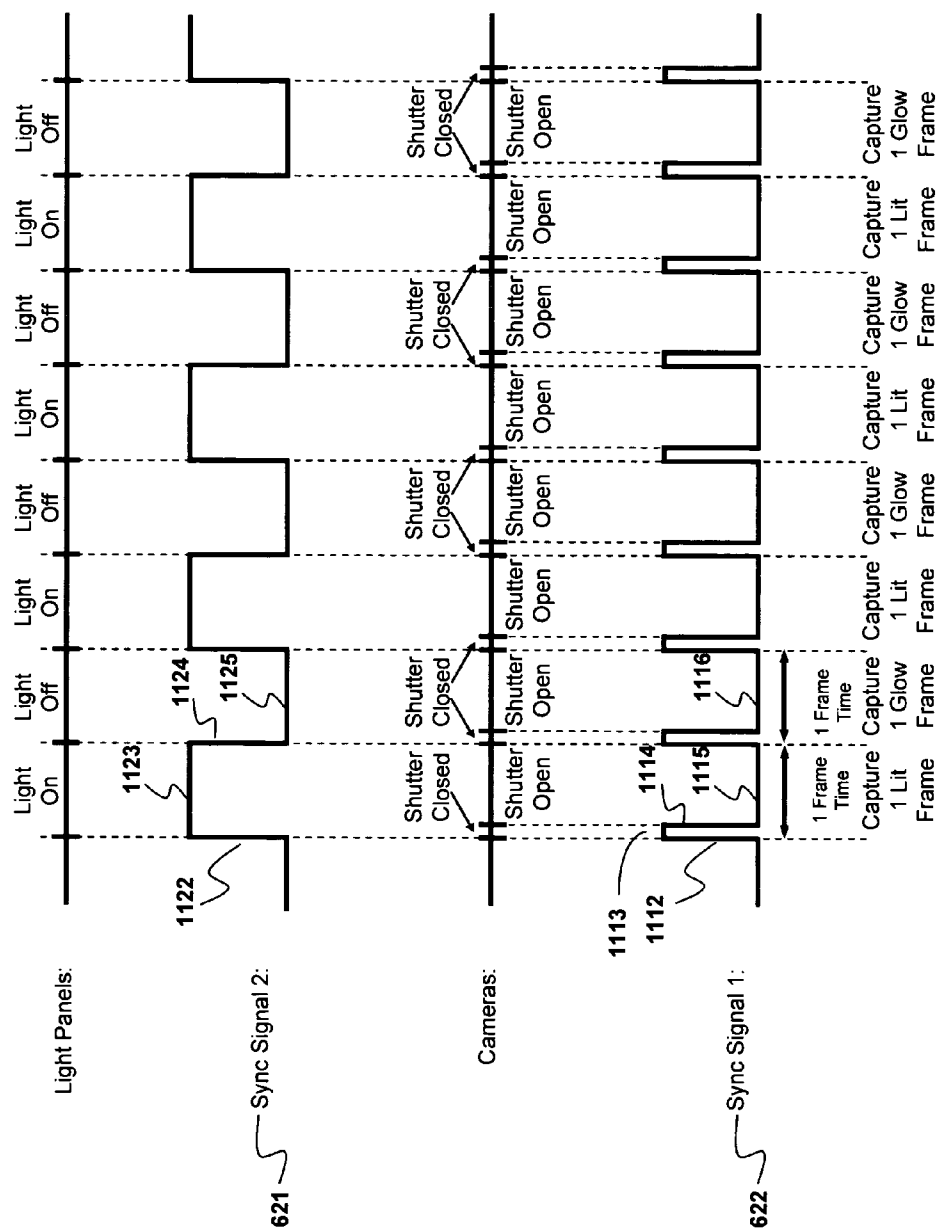 Light Panels:
Light On
Light Off
Light On
Light Off
Light On
Light Off
Light On
Light Off
621
Sync Signal 2:
1122
1123
1124
1125
Cameras:
Shutter Closed
Shutter Closed
Shutter Closed
Shutter Closed
Shutter Closed
Shutter Open
Shutter Open
Shutter Open
Shutter Open
Shutter Open
Shutter Open
Shutter Open
Shutter Open
622
Sync Signal 1:
1113
1112
1114
1115
1116
1 Frame Time
1 Frame Time
Capture 1 Lit Frame
Capture 1 Glow Frame
Capture 1 Lit Frame
Capture 1 Glow Frame
Capture 1 Lit Frame
Capture 1 Glow Frame
Capture 1 Lit Frame
Capture 1 Glow Frame